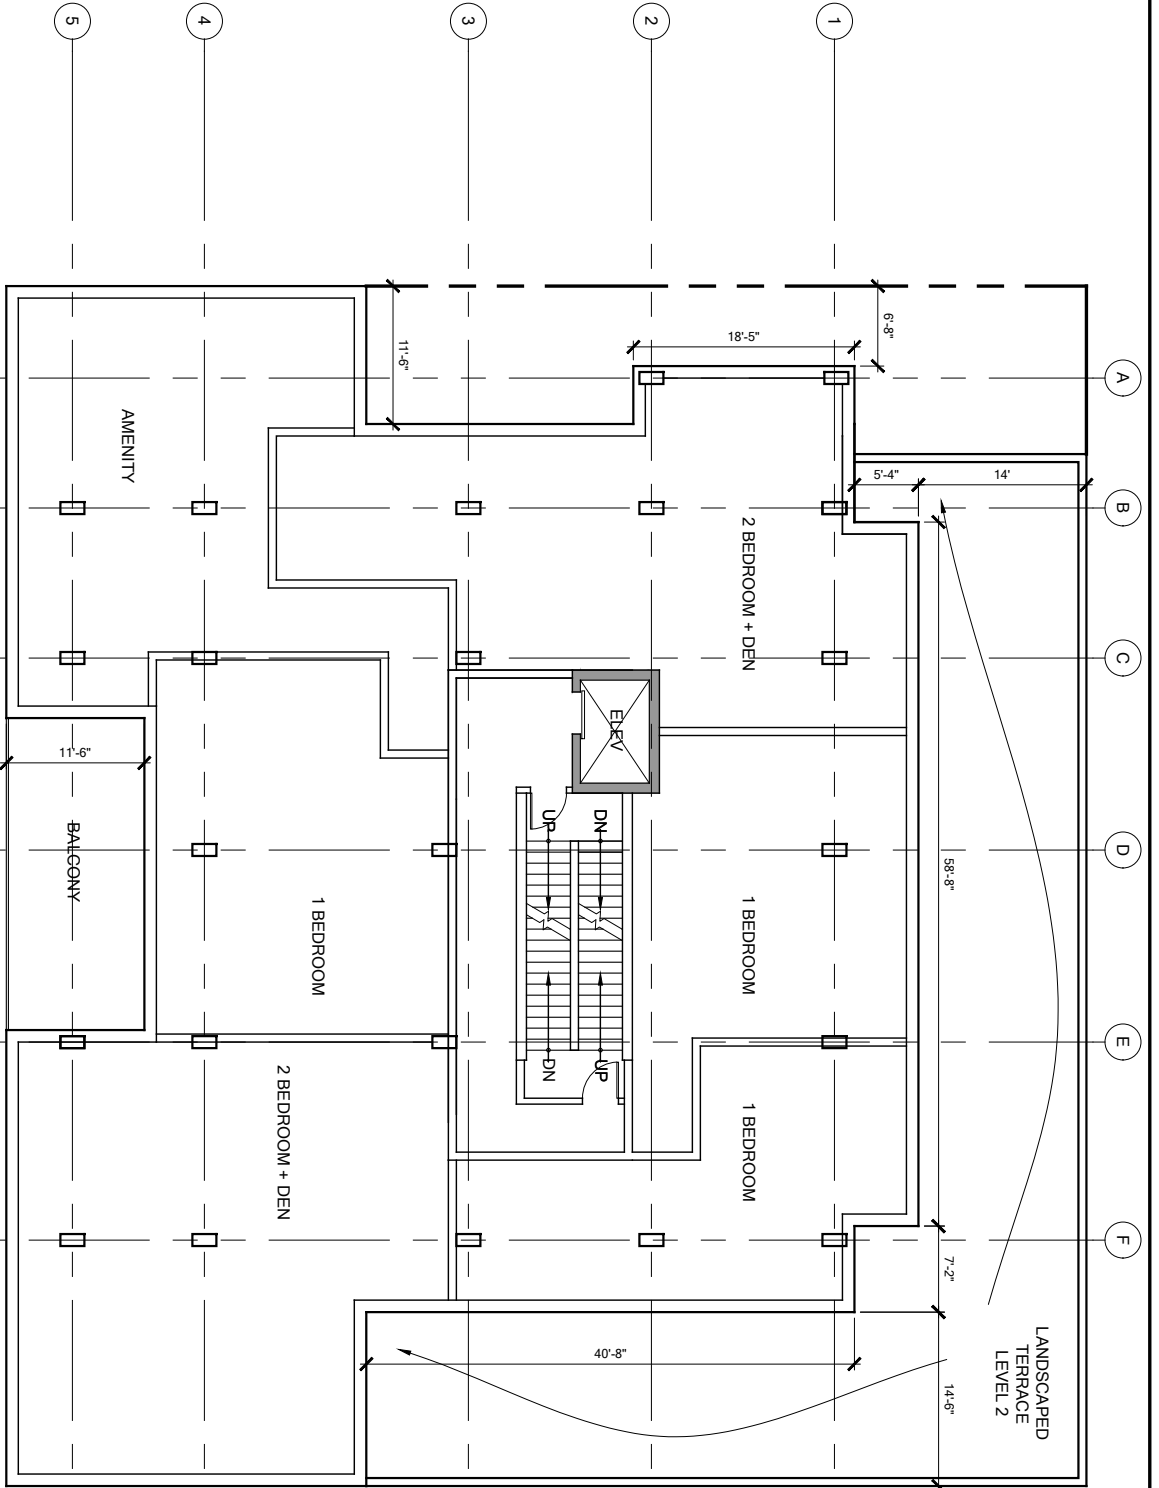 5
4
3
2
1
A
B
C
D
E
F
6'-8"
18'-5"
11'-6"
AMENITY
5'-4"
14'
2 BEDROOM + DEN
ELEV
11'-6"
BALCONY
UP
DN
58'-8"
1 BEDROOM
1 BEDROOM
DN
UP
1 BEDROOM
2 BEDROOM + DEN
7'-2"
40'-8"
14'-6"
LANDSCAPED
TERRACE
LEVEL 2